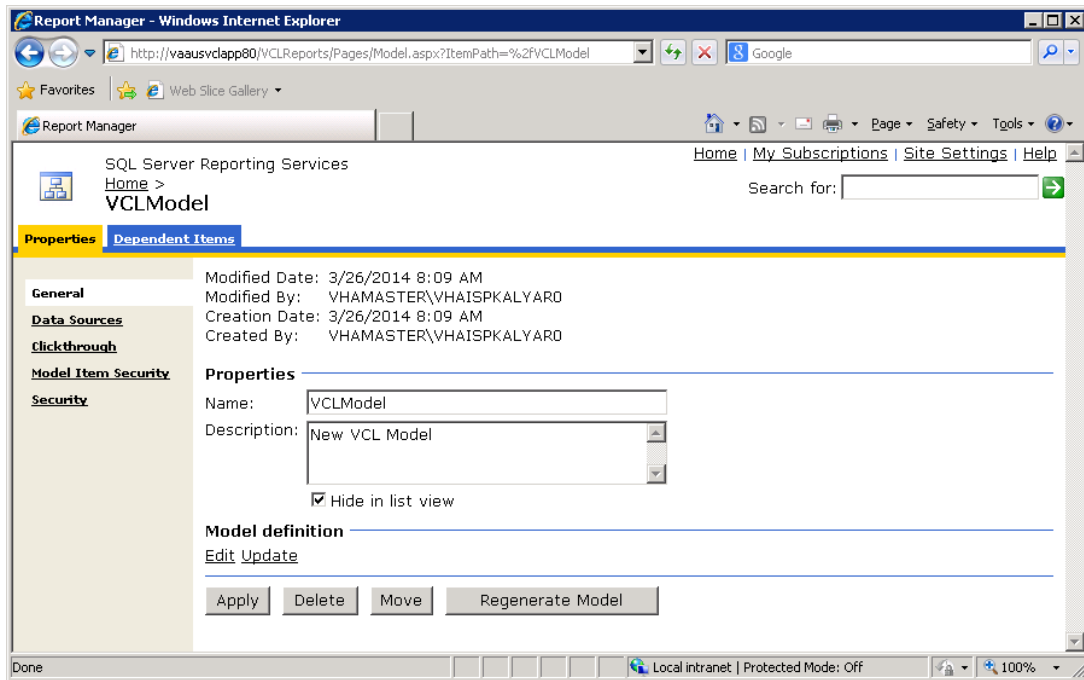 Report Manager - Windows Internet Explorer
http://vaausvclapp80/VCLReports/Pages/Model.aspx?ItemPath=%2fVCLModel
Google
Favorites
Web Slice Gallery
Report Manager
Page
Safety
Tools
Home | My Subscriptions | Site Settings | Help
SQL Server Reporting Services
Home >
VCLModel
Search for:
Properties
Dependent Items
General
Data Sources
Clickthrough
Model Item Security
Security
Modified Date: 3/26/2014 8:09 AM
Modified By: VHAMASTER\VHAISPKALYAR0
Creation Date: 3/26/2014 8:09 AM
Created By: VHAMASTER\VHAISPKALYAR0
Properties
Name: VCLModel
Description: New VCL Model
Hide in list view
Model definition
Edit Update
Apply Delete Move Regenerate Model
Done
Local intranet | Protected Mode: Off
100%